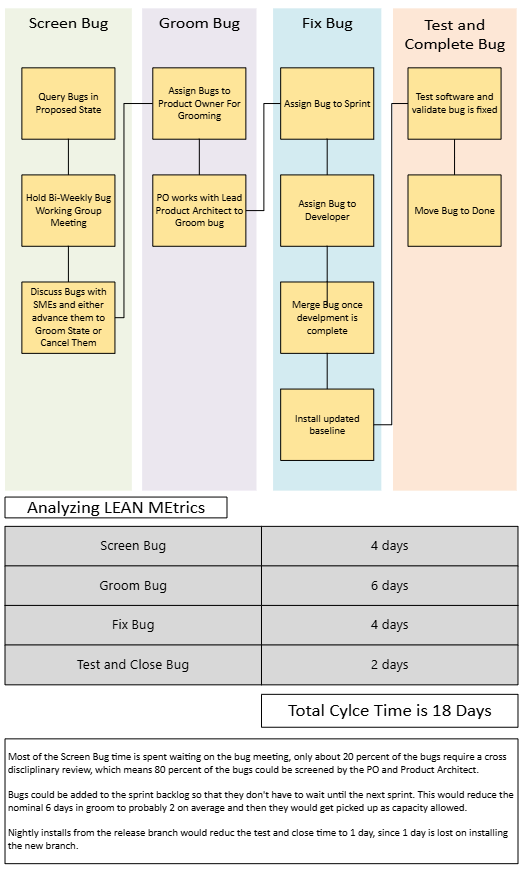 Screen Bug
Query Bugs in
Proposed State
Hold Bi-Weekly Bug
Working Group
Meeting
Discuss Bugs with
SMEs and either
advance them to
Groom State or
Cancel Them
Groom Bug
Assign Bugs to
Product Owner For
Grooming
PO works with Lead
Product Architect to
Groom bug
Fix Bug
Assign Bug to Sprint
Assign Bug to
Developer
Merge Bug once
develpment is
complete
Install updated
baseline
Test and
Complete Bug
Test software and
validate bug is fixed
Move Bug to Done
Analyzing LEAN MEtrics
Screen Bug 4 days
Groom Bug 6 days
Fix Bug 4 days
Test and Close Bug 2 days
Total Cylce Time is 18 Days
Most of the Screen Bug time is spent waiting on the bug meeting, only about 20 percent of the bugs require a cross
discliplinary review, which means 80 percent of the bugs could be screened by the PO and Product Architect.
Bugs could be added to the sprint backlog so that they don't have to wait until the next sprint. This would reduce the
nominal 6 days in groom to probably 2 on average and then they would get picked up as capacity allowed.
Nightly installs from the release branch would reduc the test and close time to 1 day, since 1 day is lost on installing
the new branch.